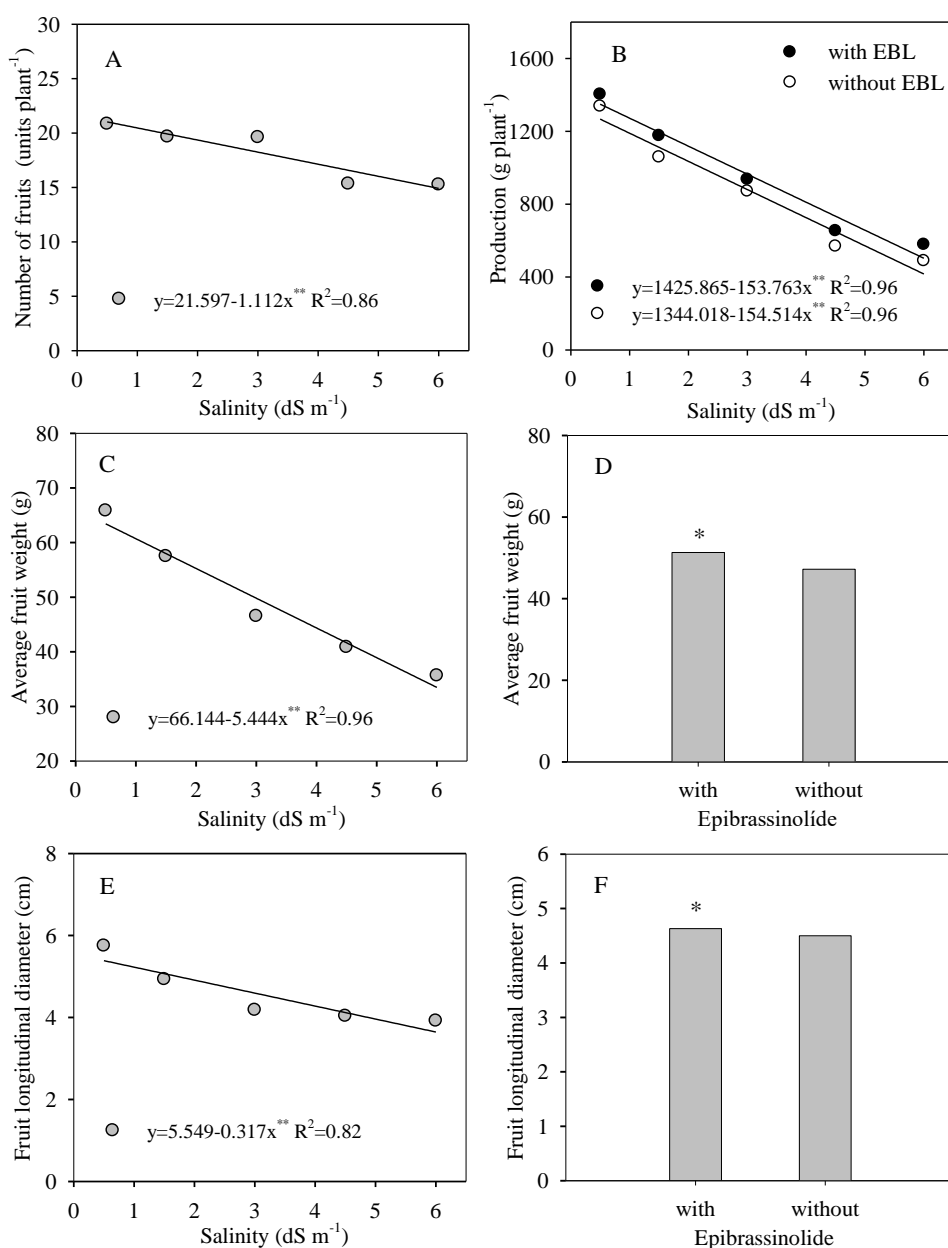 A
Number of fruits (units plant⁻¹)
30
25
20
15
10
5
0
y=21.597-1.112x** R²=0.86
0 1 2 3 4 5 6
Salinity (dS m⁻¹)
B
with EBL
without EBL
Production (g plant⁻¹)
1600
1200
800
400
0
y=1425.865-153.763x** R²=0.96
y=1344.018-154.514x** R²=0.96
0 1 2 3 4 5 6
Salinity (dS m⁻¹)
C
Average fruit weight (g)
80
70
60
50
40
30
20
y=66.144-5.444x** R²=0.96
0 1 2 3 4 5 6
Salinity (dS m⁻¹)
D
Average fruit weight (g)
80
60
40
20
0
*
with without
Epibrassinolíde
E
Fruit longitudinal diameter (cm)
8
6
4
2
0
y=5.549-0.317x** R²=0.82
0 1 2 3 4 5 6
Salinity (dS m⁻¹)
F
Fruit longitudinal diameter (cm)
6
5
4
3
2
1
0
*
with without
Epibrassinolide